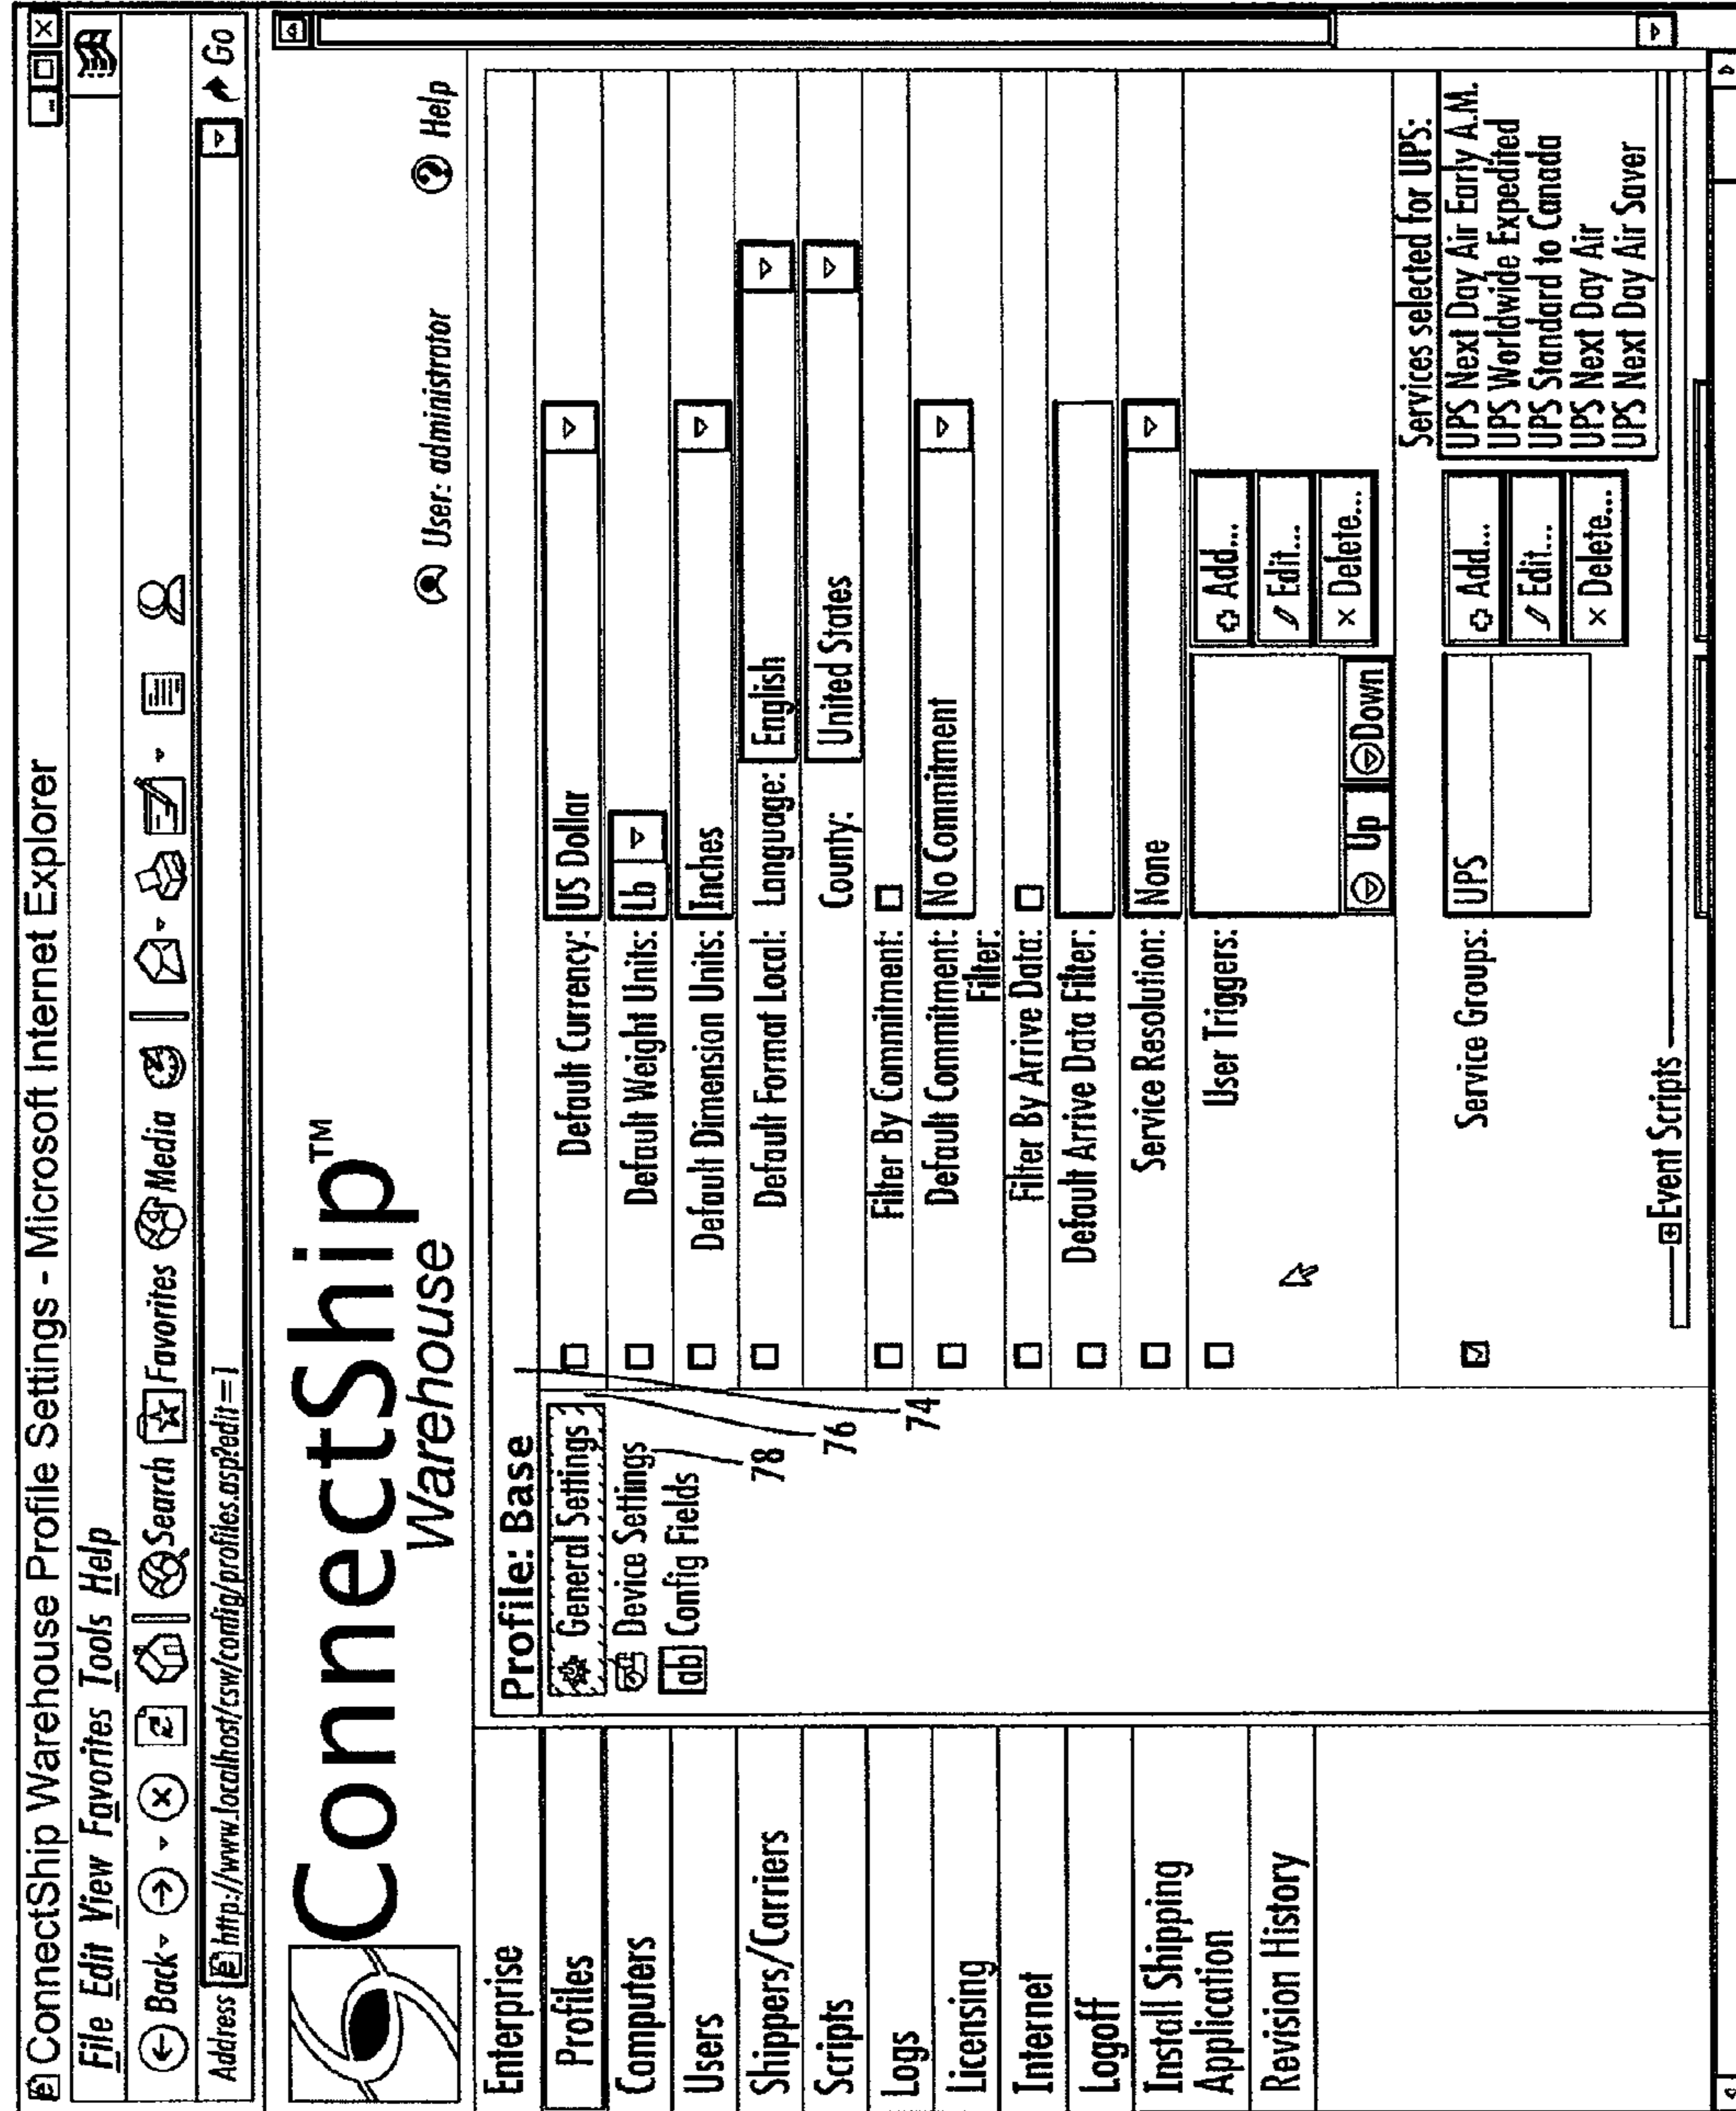 ConnectShip Warehouse Profile Settings - Microsoft Internet Explorer
File Edit View Favorites Tools Help
Back Search Favorites Media
Address http://www.localhost/csw/config/profiles.asp?edit=1 Go
ConnectShip™
Warehouse
User: administrator Help
Enterprise
Profiles
Computers
Users
Shippers/Carriers
Scripts
Logs
Licensing
Internet
Logoff
Install Shipping
Application
Revision History
Profile: Base
General Settings
Device Settings
ab Config Fields
78
76
74
Default Currency: US Dollar
Default Weight Units: Lb
Default Dimension Units: Inches
Default Format Local: Language: English
County: United States
Filter By Commitment:
Default Commitment: No Commitment
Filter:
Filter By Arrive Data:
Default Arrive Data Filter:
Service Resolution: None
User Triggers:
Add...
Edit...
× Delete...
Up Down
Service Groups: UPS
Add...
Edit...
× Delete...
Services selected for UPS:
UPS Next Day Air Early A.M.
UPS Worldwide Expedited
UPS Standard to Canada
UPS Next Day Air
UPS Next Day Air Saver
Event Scripts